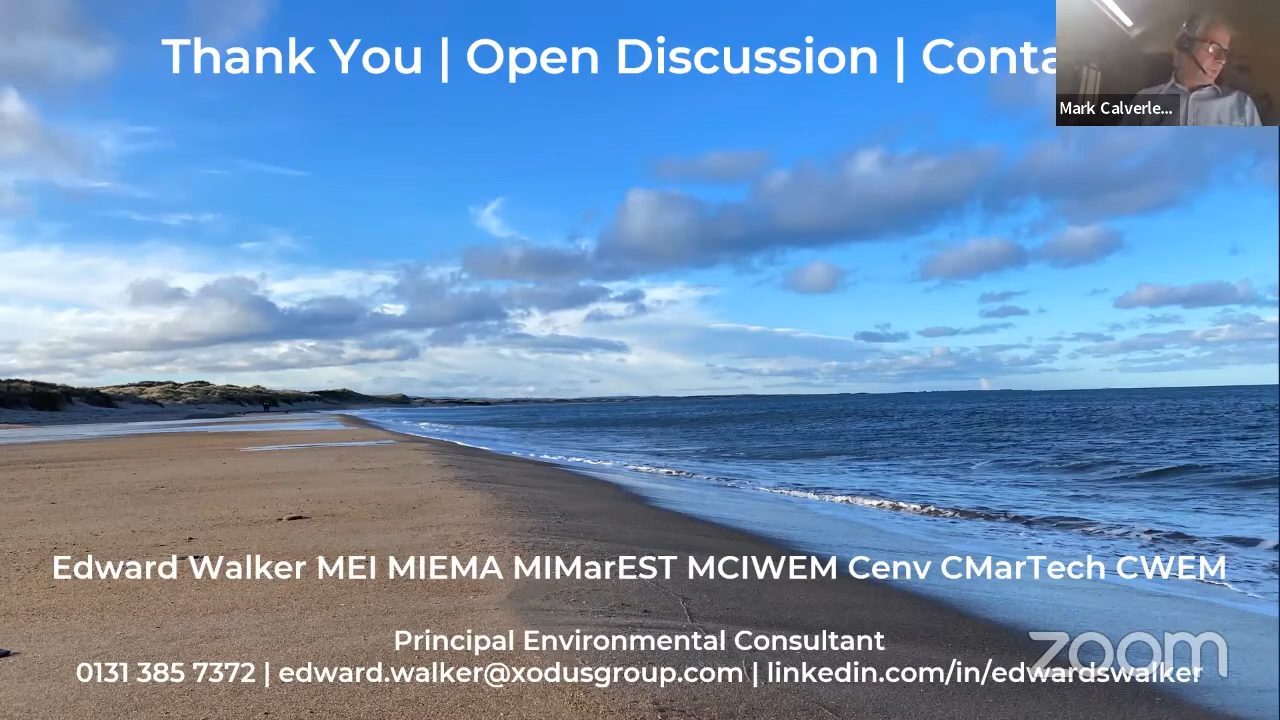 Thank You | Open Discussion | Conta
Mark Calverle...
Edward Walker MEI MIEMA MIMarEST MCIWEM Cenv CMarTech CWEM
Principal Environmental Consultant
0131 385 7372 | edward.walker@xodusgroup.com | linkedin.com/in/edwardswalker
zoom